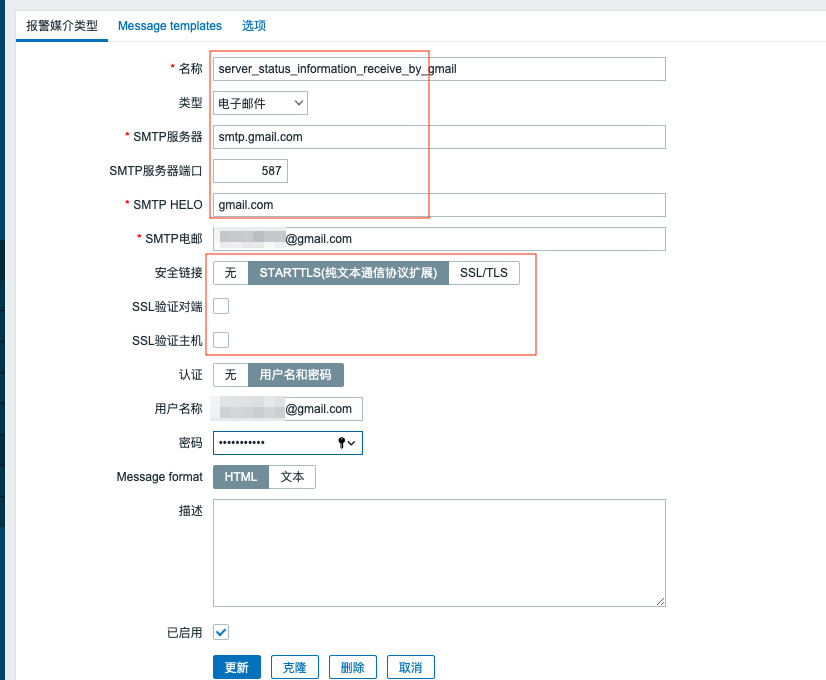 报警媒介类型 Message templates 选项
* 名称 server_status_information_receive_by_gmail
类型 电子邮件
* SMTP服务器 smtp.gmail.com
SMTP服务器端口 587
* SMTP HELO gmail.com
* SMTP电邮 @gmail.com
安全链接 无 STARTTLS(纯文本通信协议扩展) SSL/TLS
SSL验证对端
SSL验证主机
认证 无 用户名和密码
用户名称 @gmail.com
密码 •••••••••••
Message format HTML 文本
描述
已启用
更新 克隆 删除 取消